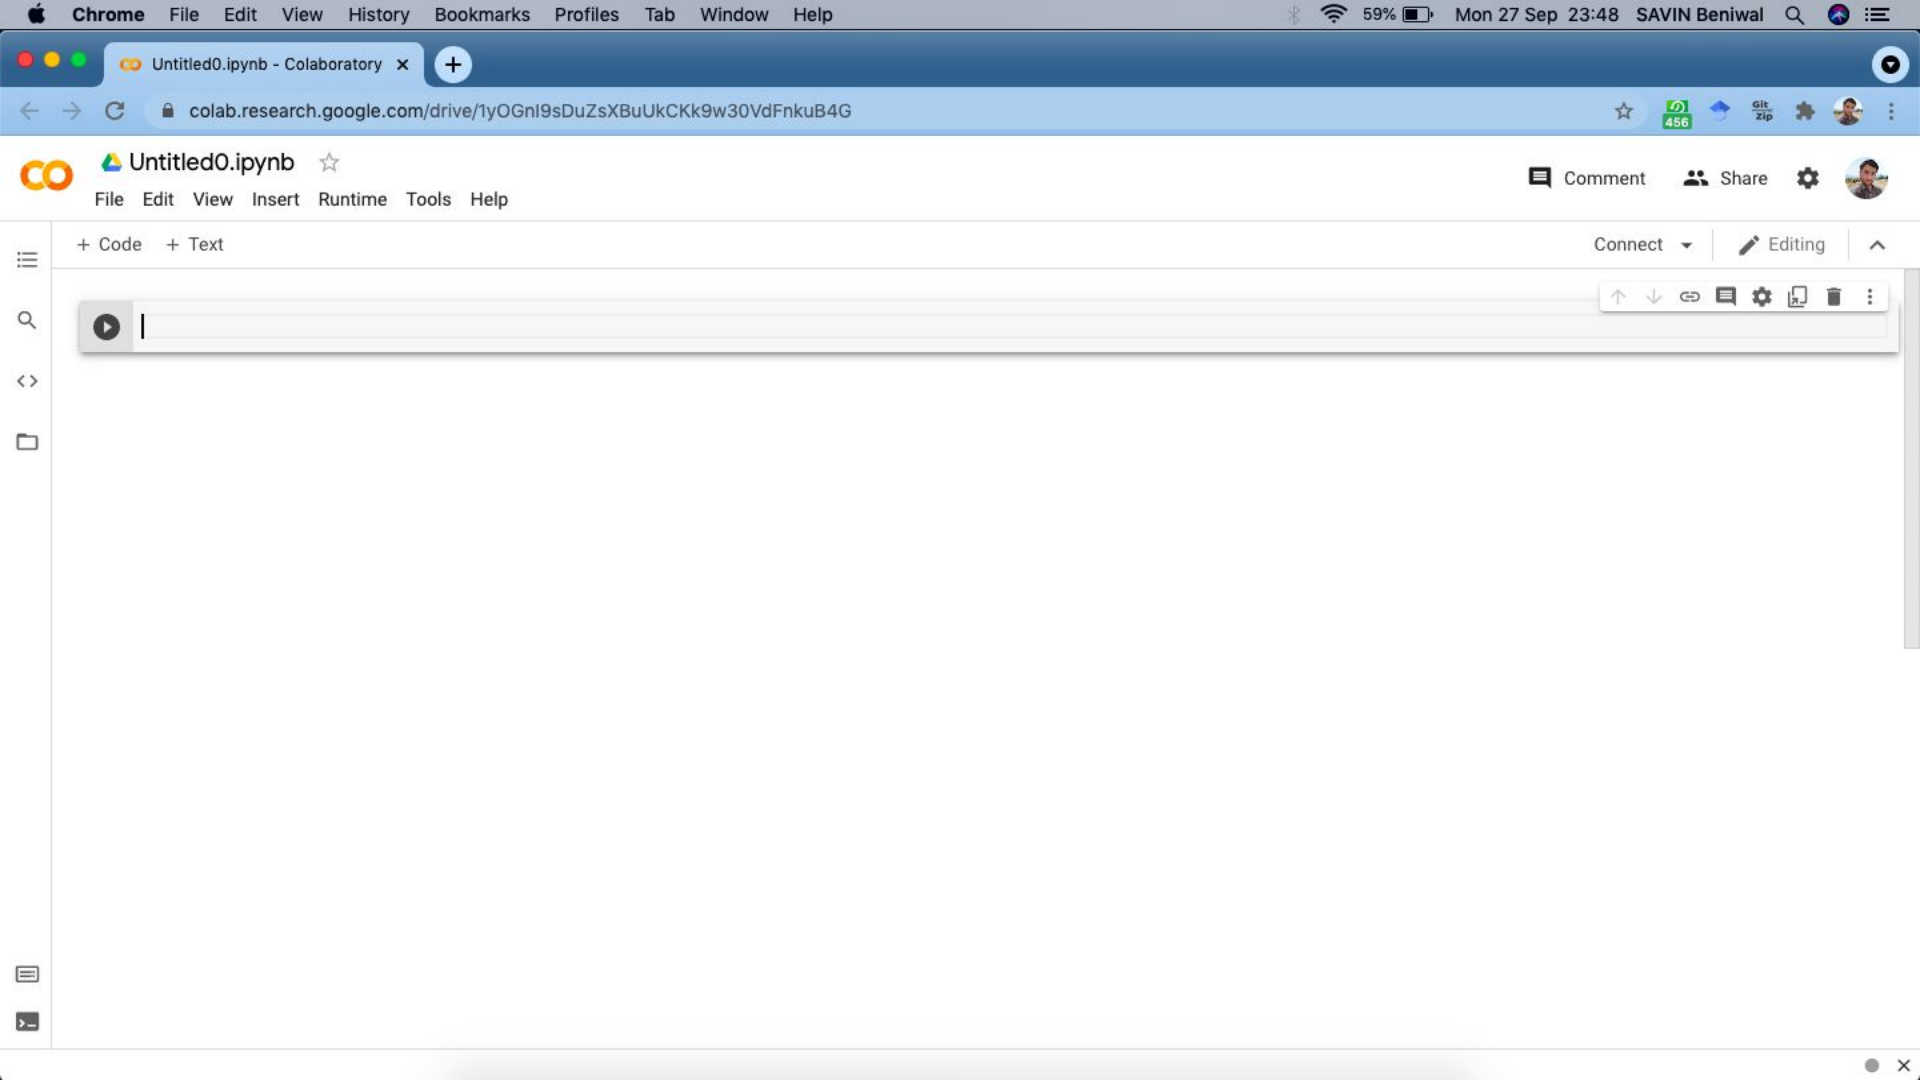 Chrome File Edit View History Bookmarks Profiles Tab Window Help 59% Mon 27 Sep 23:48 SAVIN Beniwal
Untitled0.ipynb - Colaboratory
colab.research.google.com/drive/1yOGnI9sDuZsXBuUkCKk9w30VdFnkuB4G 456 Git Zip
Untitled0.ipynb
Comment Share
File Edit View Insert Runtime Tools Help
+ Code + Text Connect Editing